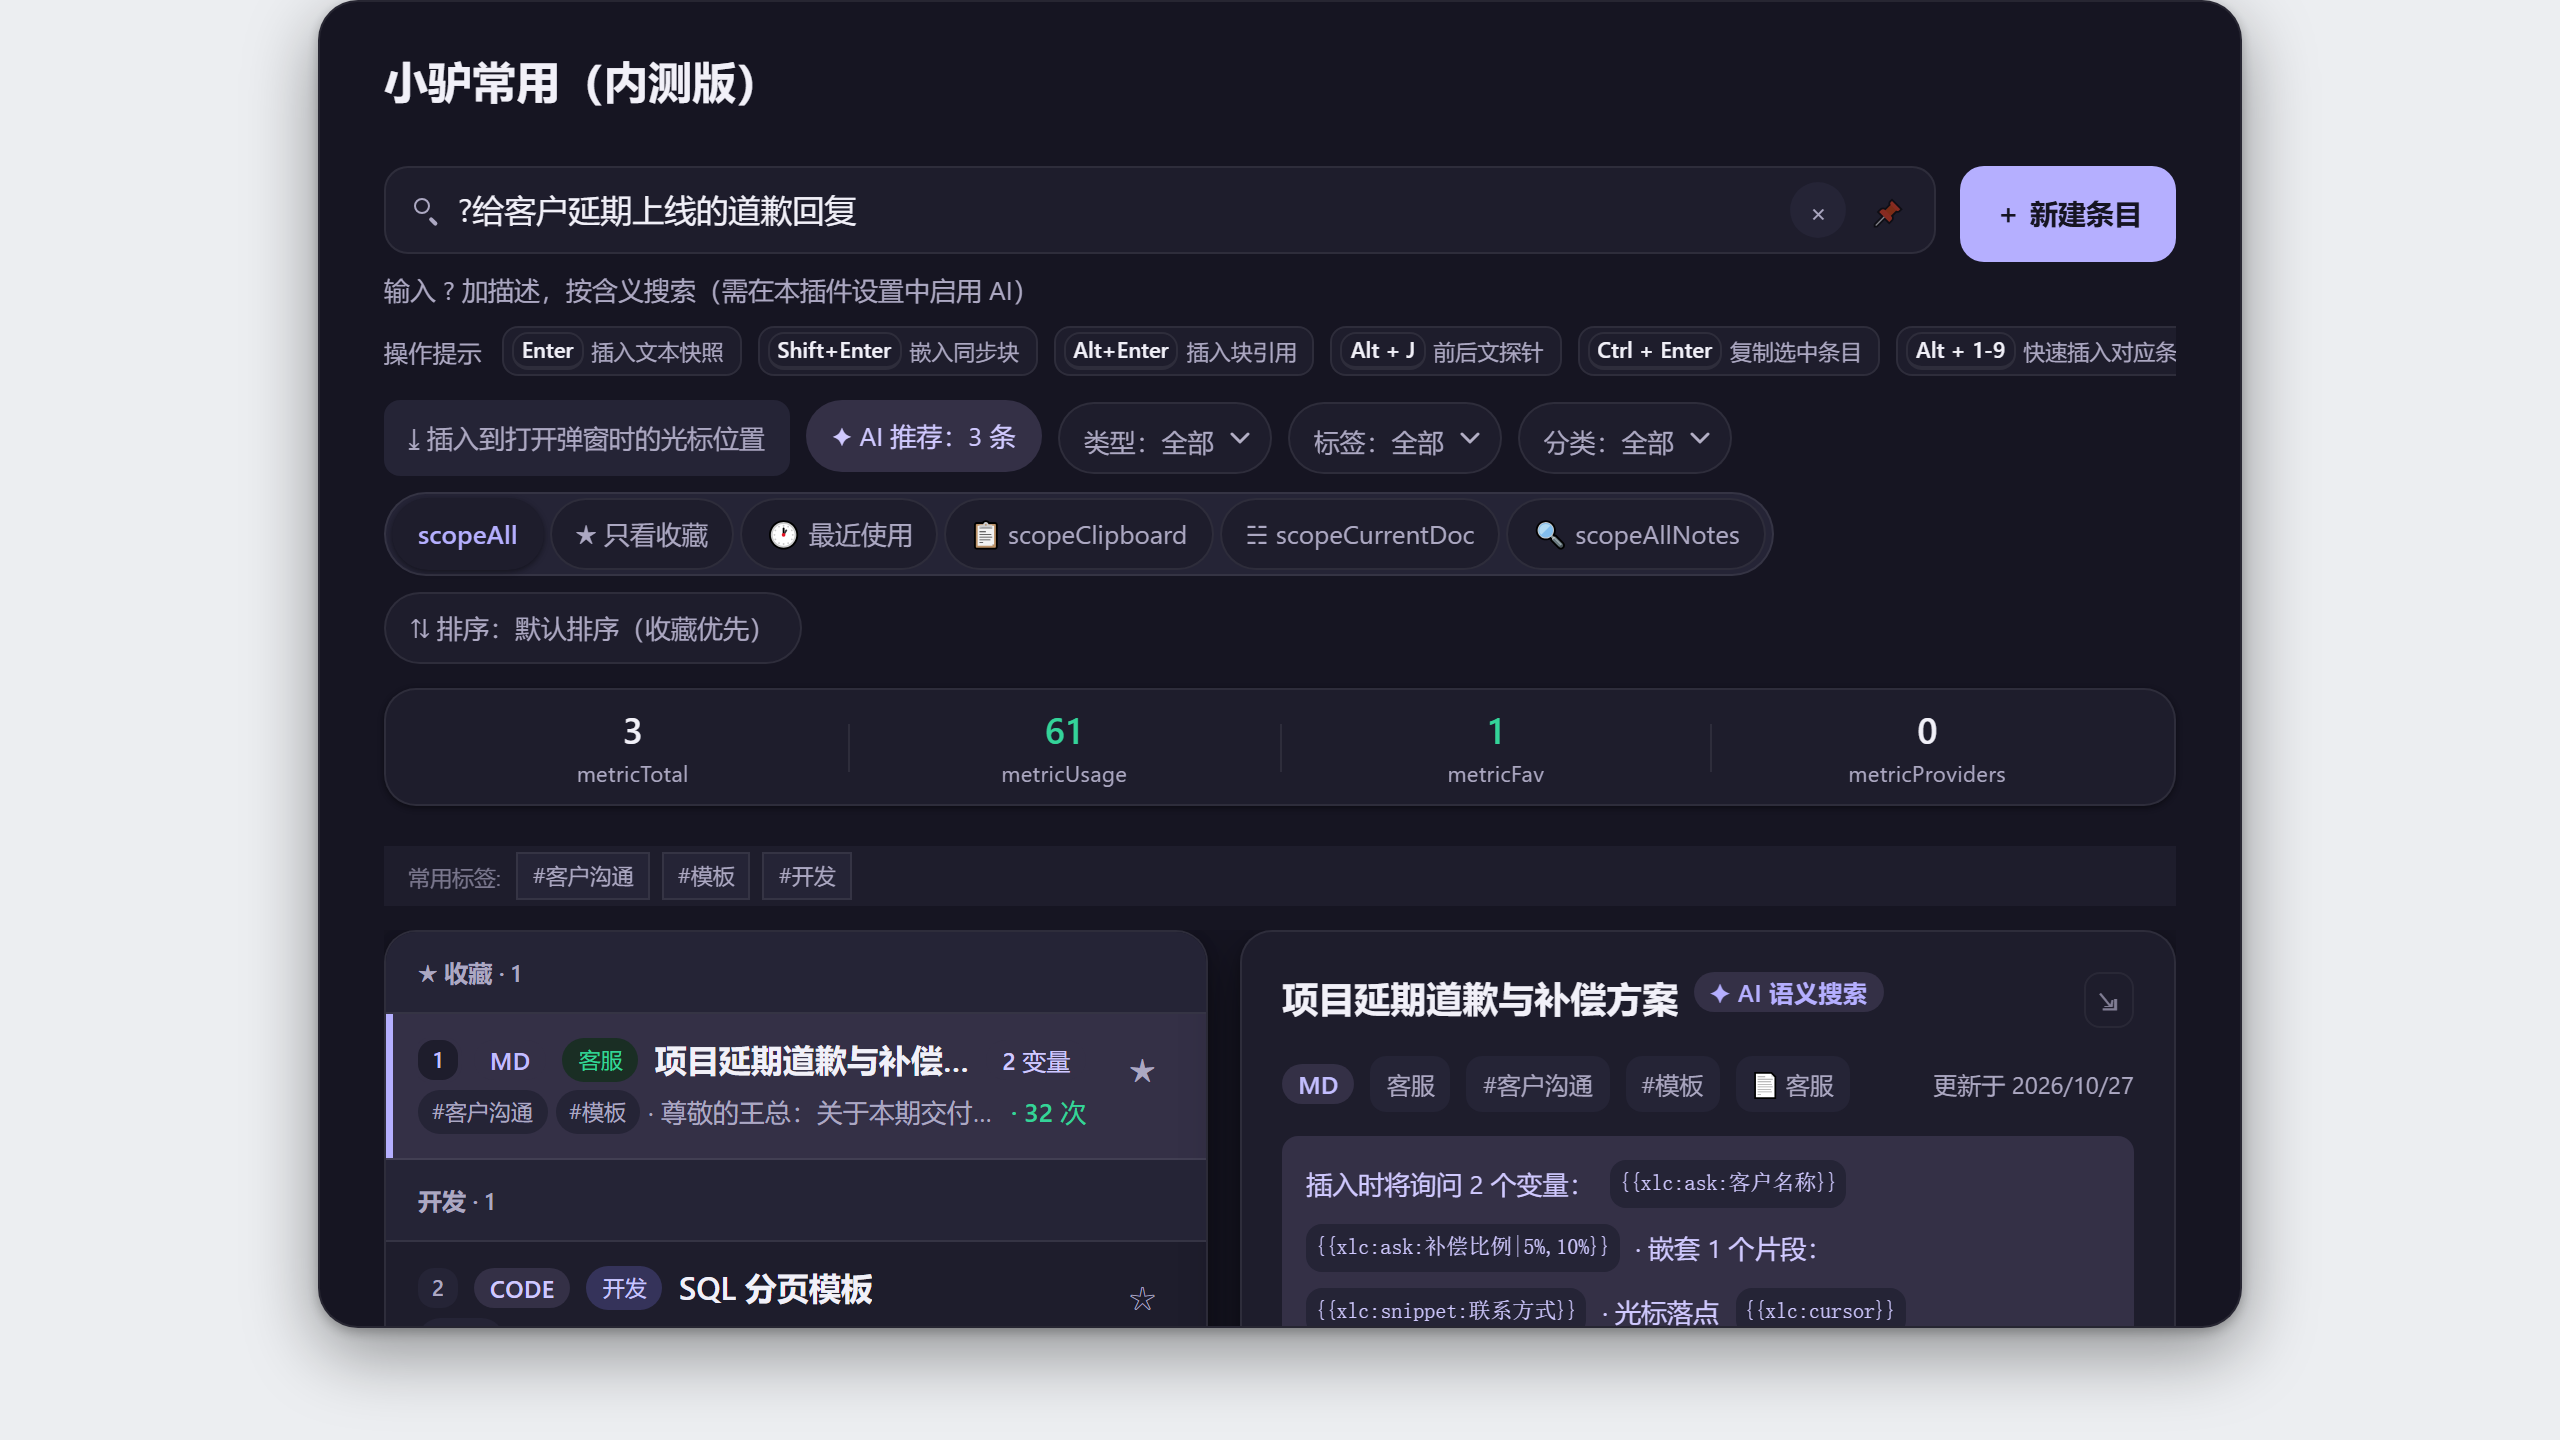 小驴常用（内测版）
?给客户延期上线的道歉回复
× 📌
+ 新建条目
输入 ? 加描述，按含义搜索（需在本插件设置中启用 AI）
操作提示 Enter 插入文本快照 Shift+Enter 嵌入同步块 Alt+Enter 插入块引用 Alt + J 前后文探针 Ctrl + Enter 复制选中条目 Alt + 1-9 快速插入对应条
⤓ 插入到打开弹窗时的光标位置 ✦ AI 推荐：3 条 类型：全部 标签：全部 分类：全部
scopeAll ★ 只看收藏 🕐 最近使用 📋 scopeClipboard ☵ scopeCurrentDoc 🔍 scopeAllNotes
⇅ 排序：默认排序（收藏优先）
3 61 1 0
metricTotal metricUsage metricFav metricProviders
常用标签: #客户沟通 #模板 #开发
★ 收藏 · 1
1 MD 客服 项目延期道歉与补偿... 2 变量 ★
#客户沟通 #模板 · 尊敬的王总：关于本期交付... · 32 次
开发 · 1
2 CODE 开发 SQL 分页模板 ☆
项目延期道歉与补偿方案 ✦ AI 语义搜索
MD 客服 #客户沟通 #模板 📄 客服 更新于 2026/10/27
插入时将询问 2 个变量： {{xlc:ask:客户名称}}
{{xlc:ask:补偿比例|5%,10%}} · 嵌套 1 个片段：
{{xlc:snippet:联系方式}} · 光标落点 {{xlc:cursor}}